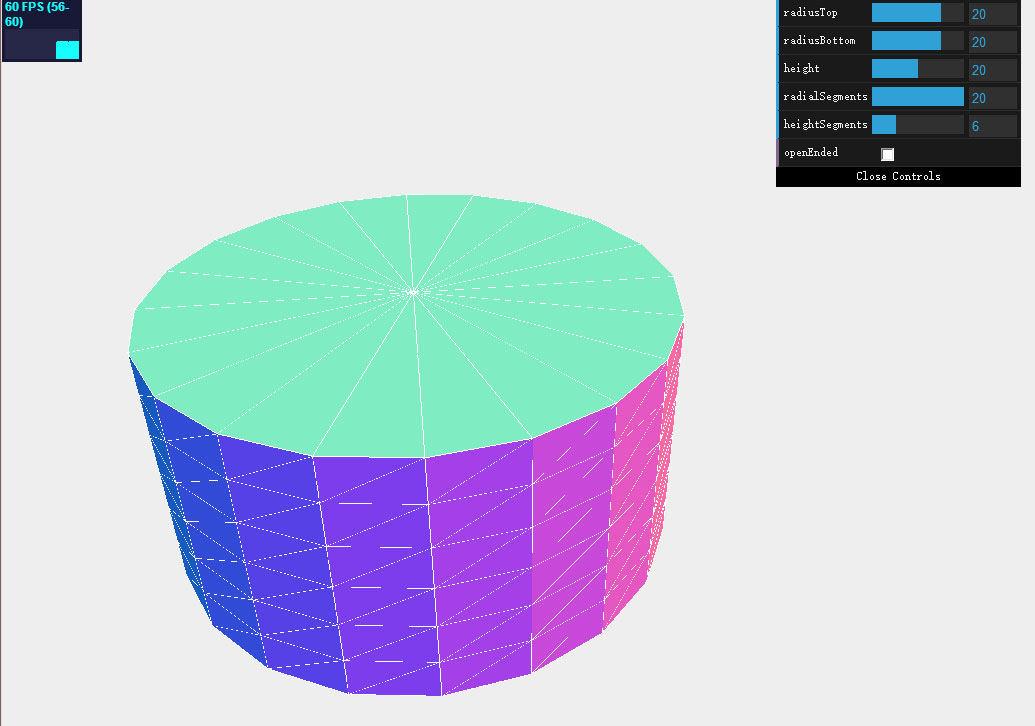 60 FPS (56-
60)
radiusTop 20
radiusBottom 20
height 20
radialSegments 20
heightSegments 6
openEnded
Close Controls